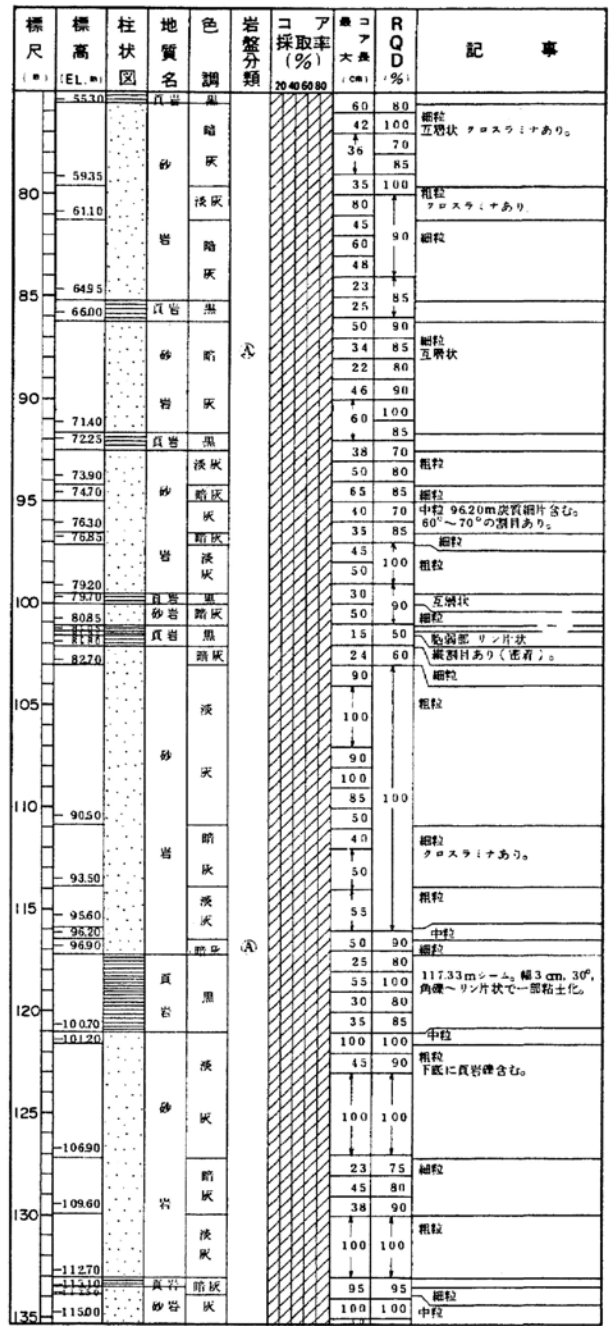 標尺(m) 標高(EL.m) 柱状図 地質名 色調 岩盤分類 コア採取率(%) 20 40 60 80 最大コア長(cm) RQD(%) 記事
55.30 頁岩 黒
60 80 細粒
42 100 互層状 クロスラミナあり。
暗 36 70
砂 灰 85
59.35 35 100
80 淡灰 80 粗粒
61.10 クロスラミナあり
45
岩 暗 60 90 細粒
灰 48
64.95 23
85 25 85
66.00 頁岩 黒
50 90
砂 Ⓐ 暗 34 85 細粒
互層状
22 80
90 岩 灰 46 90
60 100
71.40 85
72.25 頁岩 黒
淡灰 38 70 粗粒
73.90 50 80
74.70 砂 暗灰 65 85 細粒
95 灰 40 70 中粒 96.20m炭質細片含む。
76.30 60°~70°の割目あり。
76.85 暗灰 35 85 細粒
岩 淡灰 45 100 粗粒
50
79.20
79.70 頁岩 黒 30 90 互層状
100 砂岩 暗灰 50 細粒
80.85
頁岩 黒 15 50 脆弱部 リン片状
82.70 暗灰 24 60 縦割目あり(密着)。
90 細粒
105 淡 100 粗粒
砂 90
灰 100
85 100
110 50
90.50 岩 暗 40 細粒
灰 50 クロスラミナあり。
93.50
115 淡灰 55 粗粒
95.60
96.20 中粒
96.90 暗灰 Ⓐ 50 90 細粒
25 80
頁 黒 55 100 117.33mシーム。幅3cm, 30°,
角礫~リン片状で一部粘土化。
120 岩 30 80
100.70 35 85
101.20 100 100 中粒
淡 45 90 粗粒
下底に頁岩礫含む。
砂
125 灰 100 100
106.90
暗 23 75 細粒
灰 45 80
109.60 岩 38 90
130 淡灰 100 100 粗粒
112.70
頁岩 暗灰 95 95
砂岩 灰 細粒
135 115.00 100 100 中粒